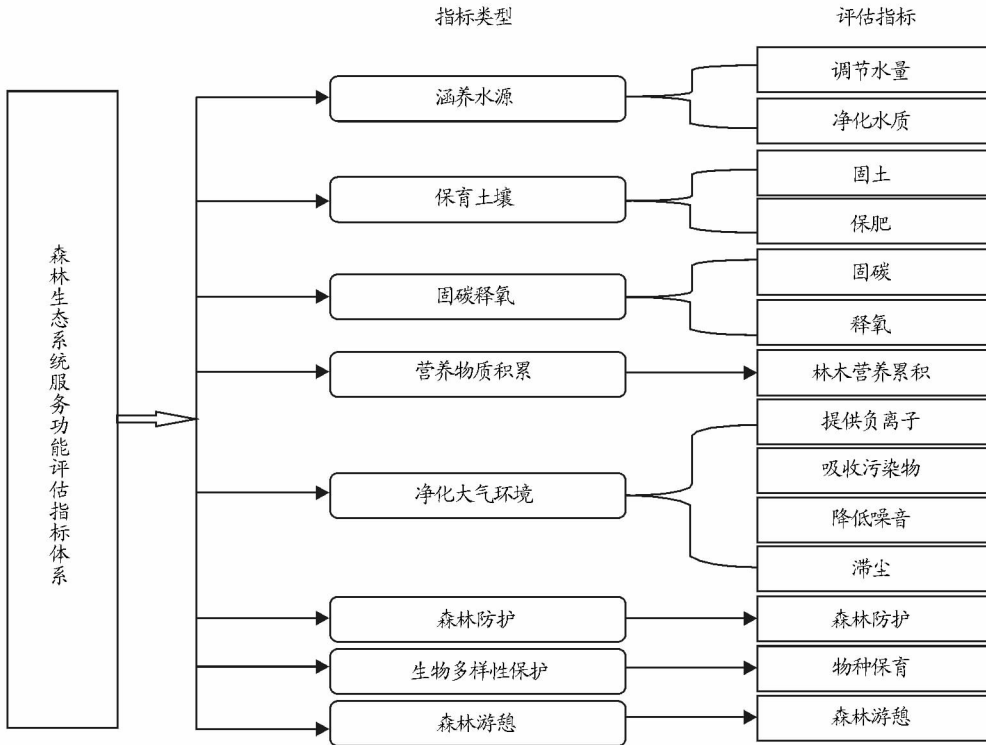 指标类型
评估指标
森林生态系统服务功能评估指标体系
涵养水源
调节水量
净化水质
保育土壤
固土
保肥
固碳释氧
固碳
释氧
营养物质积累
林木营养累积
净化大气环境
提供负离子
吸收污染物
降低噪音
滞尘
森林防护
森林防护
生物多样性保护
物种保育
森林游憩
森林游憩